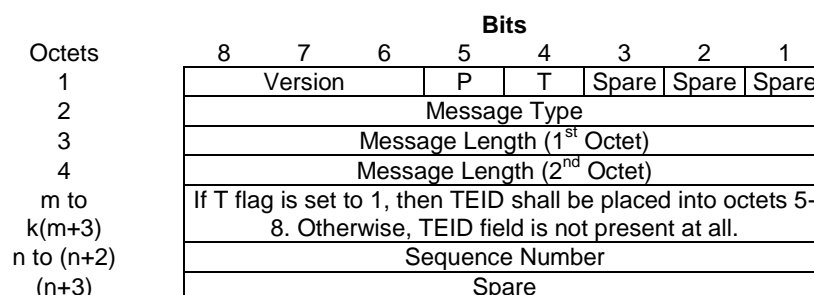 Bits
Octets 8 7 6 5 4 3 2 1
1 Version P T Spare Spare Spare
2 Message Type
3 Message Length (1st Octet)
4 Message Length (2nd Octet)
m to If T flag is set to 1, then TEID shall be placed into octets 5-
k(m+3) 8. Otherwise, TEID field is not present at all.
n to (n+2) Sequence Number
(n+3) Spare